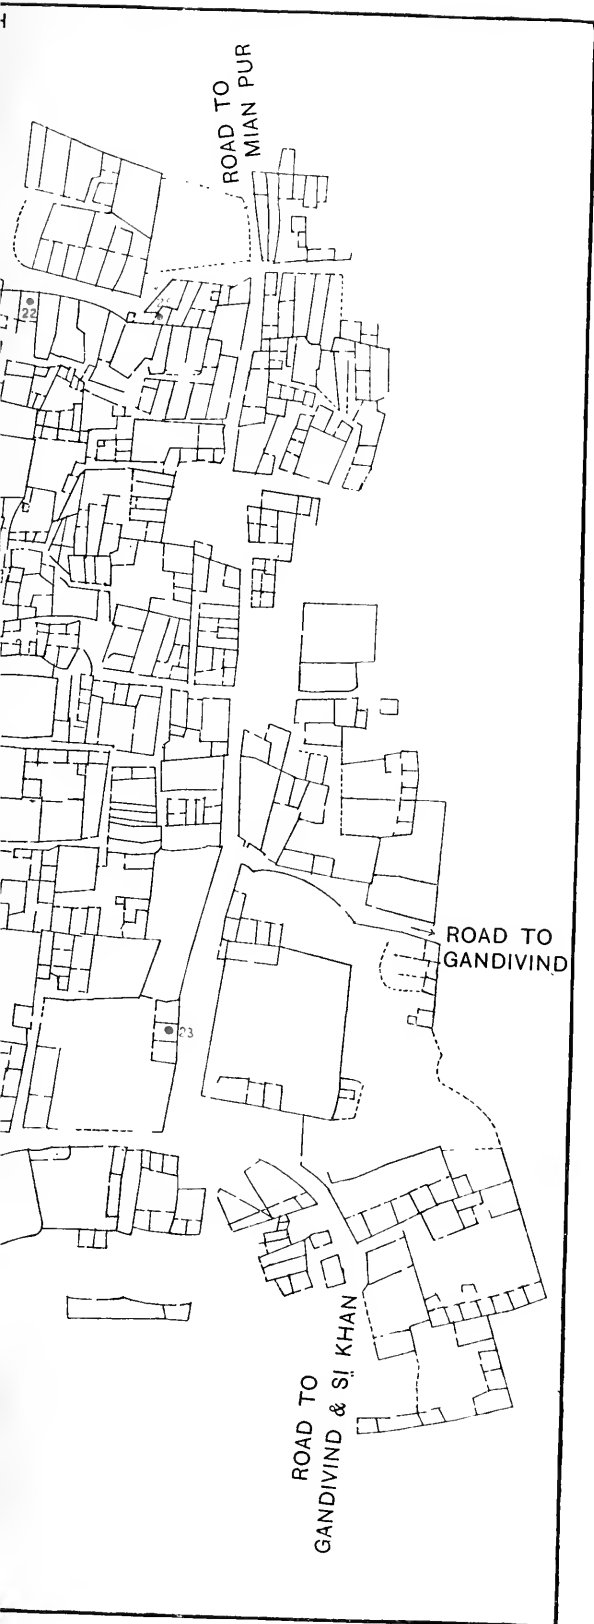 ROAD TO
MIAN PUR
22
23
ROAD TO
GANDIVIND
ROAD TO
GANDIVIND & SI KHAN